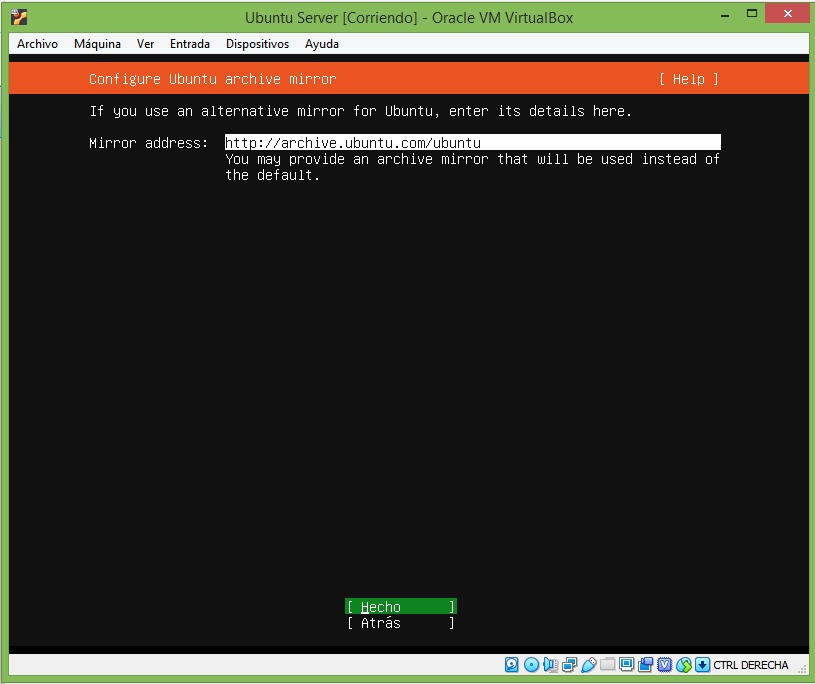 Ubuntu Server [Corriendo] - Oracle VM VirtualBox
Archivo Máquina Ver Entrada Dispositivos Ayuda
Configure Ubuntu archive mirror [ Help ]
If you use an alternative mirror for Ubuntu, enter its details here.
Mirror address: http://archive.ubuntu.com/ubuntu
You may provide an archive mirror that will be used instead of
the default.
[ Hecho ]
[ Atrás ]
CTRL DERECHA